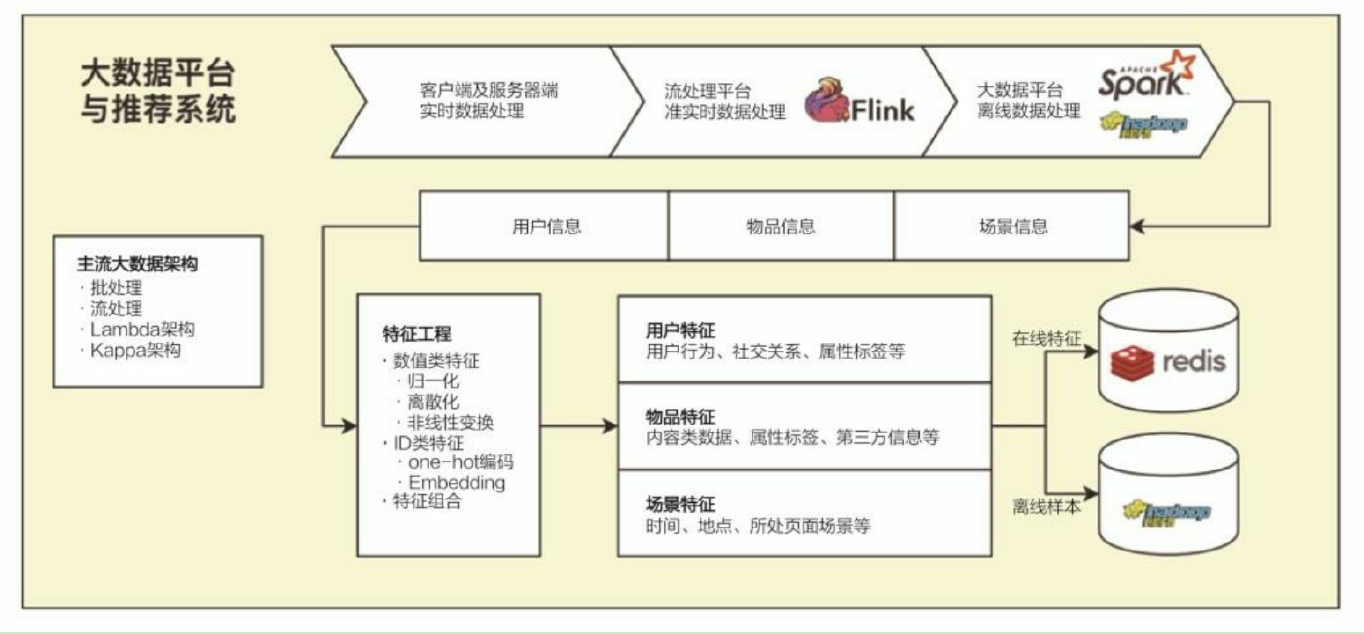 大数据平台
与推荐系统
客户端及服务器端
实时数据处理
流处理平台
准实时数据处理
Flink
大数据平台
离线数据处理
APACHE
Spark
hadoop
用户信息
物品信息
场景信息
主流大数据架构
· 批处理
· 流处理
· Lambda架构
· Kappa架构
特征工程
· 数值类特征
· 归一化
· 离散化
· 非线性变换
· ID类特征
· one-hot编码
· Embedding
· 特征组合
用户特征
用户行为、社交关系、属性标签等
物品特征
内容类数据、属性标签、第三方信息等
场景特征
时间、地点、所处页面场景等
在线特征
redis
离线样本
hadoop